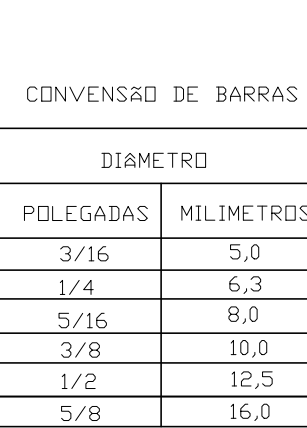 CONVENSÃO DE BARRAS
DIÂMETRO
POLEGADAS MILIMETROS
3/16 5,0
1/4 6,3
5/16 8,0
3/8 10,0
1/2 12,5
5/8 16,0